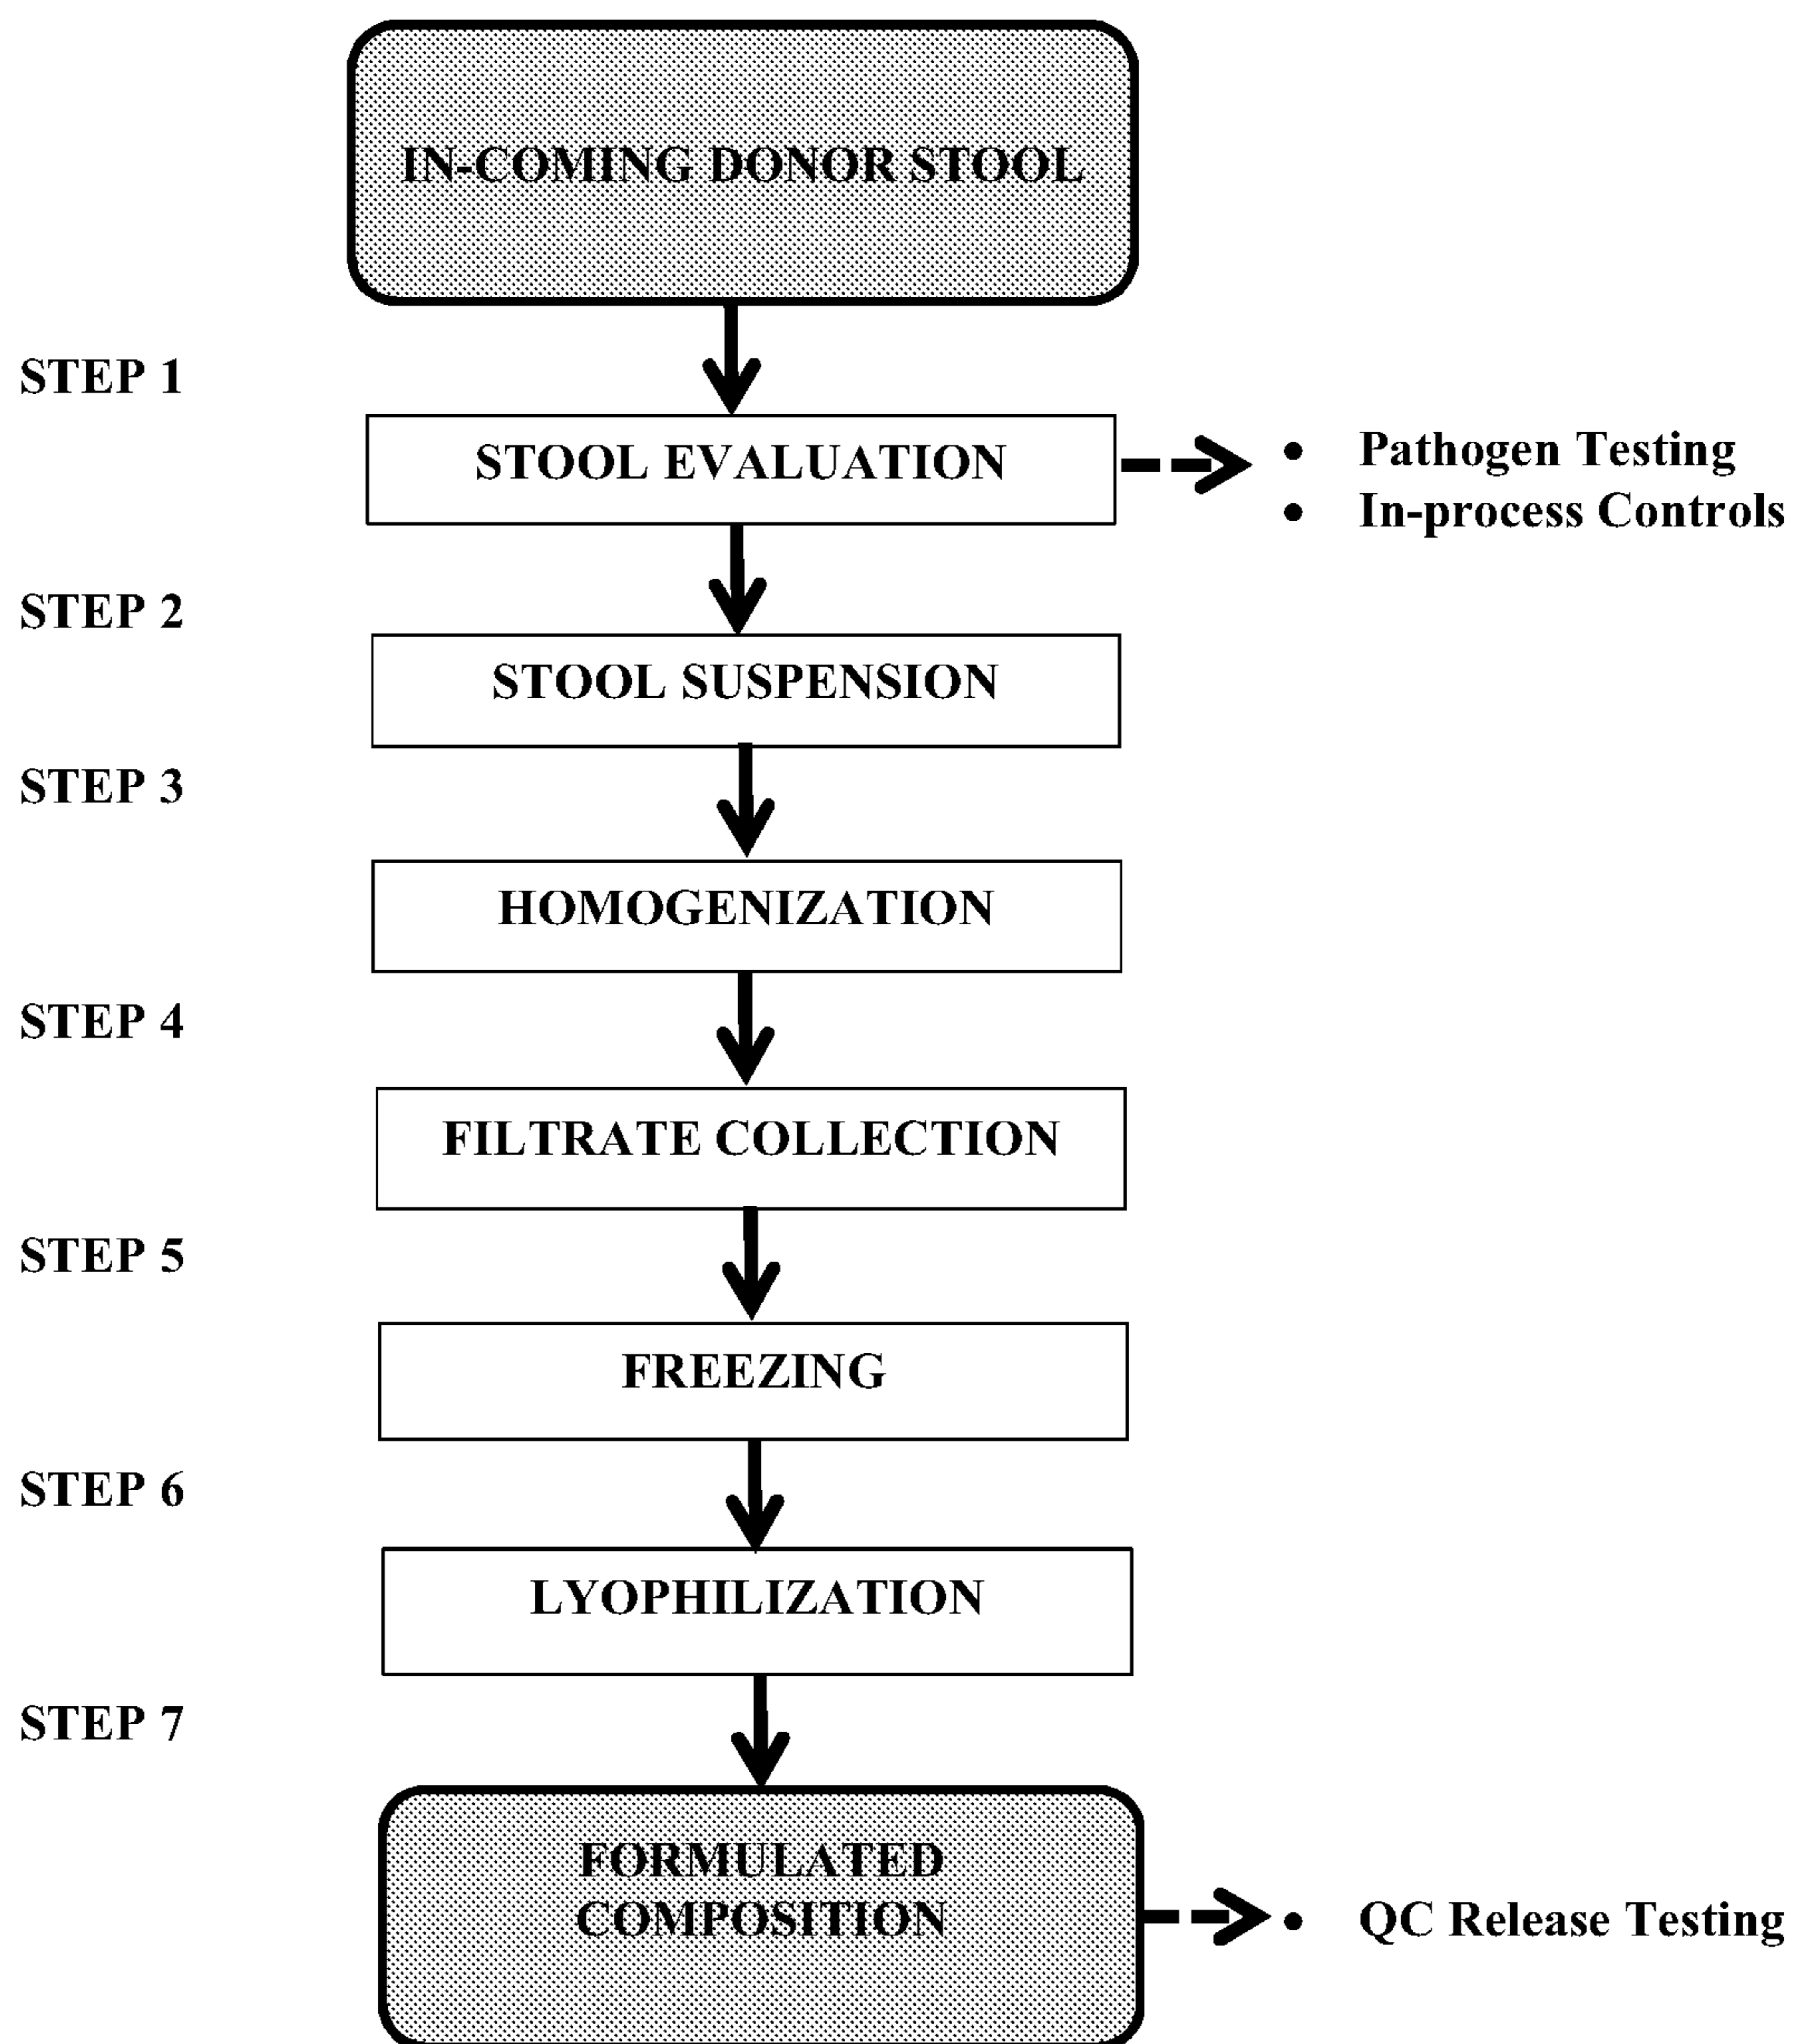 IN-COMING DONOR STOOL
STEP 1
STOOL EVALUATION
• Pathogen Testing
• In-process Controls
STEP 2
STOOL SUSPENSION
STEP 3
HOMOGENIZATION
STEP 4
FILTRATE COLLECTION
STEP 5
FREEZING
STEP 6
LYOPHILIZATION
STEP 7
FORMULATED
COMPOSITION
• QC Release Testing